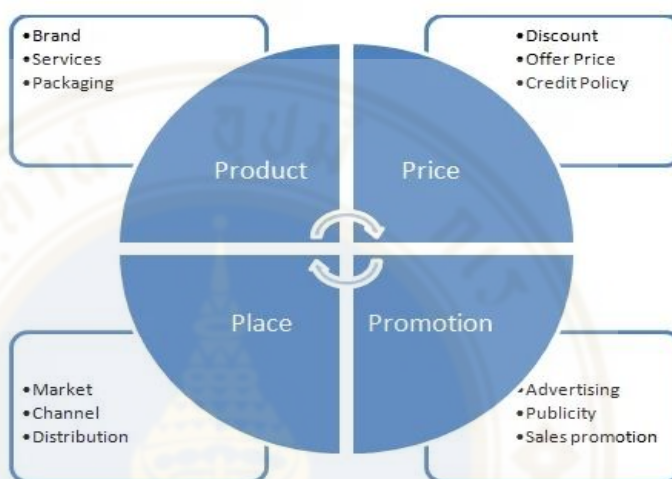 •Brand
•Services
•Packaging
•Discount
•Offer Price
•Credit Policy
Product
Price
Place
Promotion
•Market
•Channel
•Distribution
•Advertising
•Publicity
•Sales promotion